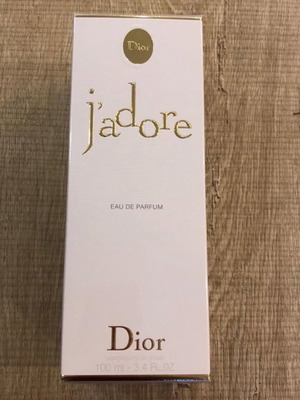 Dior
j'adore
EAU DE PARFUM
Dior
100 ml - 3.4 FL.OZ